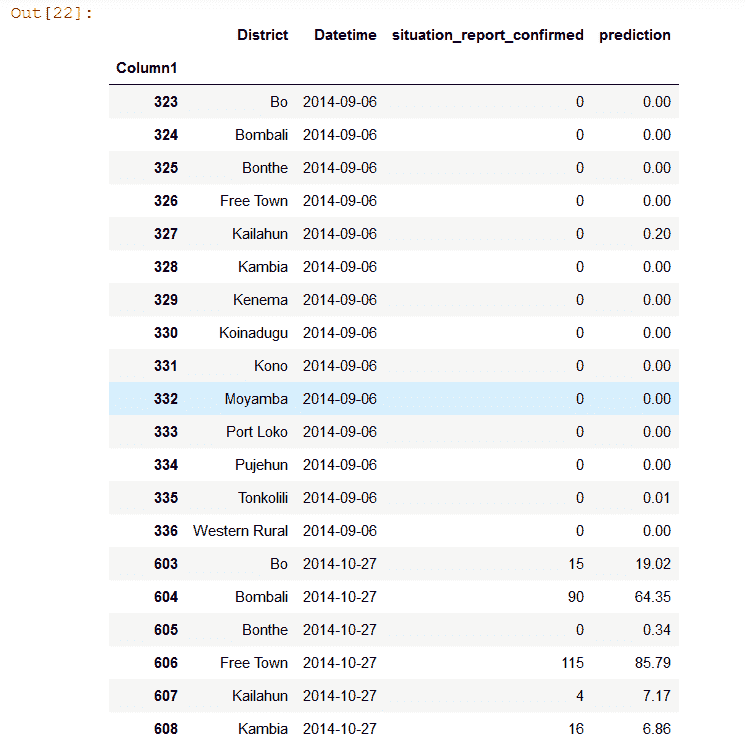 Out[22]:
District Datetime situation_report_confirmed prediction
Column1
323 Bo 2014-09-06 0 0.00
324 Bombali 2014-09-06 0 0.00
325 Bonthe 2014-09-06 0 0.00
326 Free Town 2014-09-06 0 0.00
327 Kailahun 2014-09-06 0 0.20
328 Kambia 2014-09-06 0 0.00
329 Kenema 2014-09-06 0 0.00
330 Koinadugu 2014-09-06 0 0.00
331 Kono 2014-09-06 0 0.00
332 Moyamba 2014-09-06 0 0.00
333 Port Loko 2014-09-06 0 0.00
334 Pujehun 2014-09-06 0 0.00
335 Tonkolili 2014-09-06 0 0.01
336 Western Rural 2014-09-06 0 0.00
603 Bo 2014-10-27 15 19.02
604 Bombali 2014-10-27 90 64.35
605 Bonthe 2014-10-27 0 0.34
606 Free Town 2014-10-27 115 85.79
607 Kailahun 2014-10-27 4 7.17
608 Kambia 2014-10-27 16 6.86